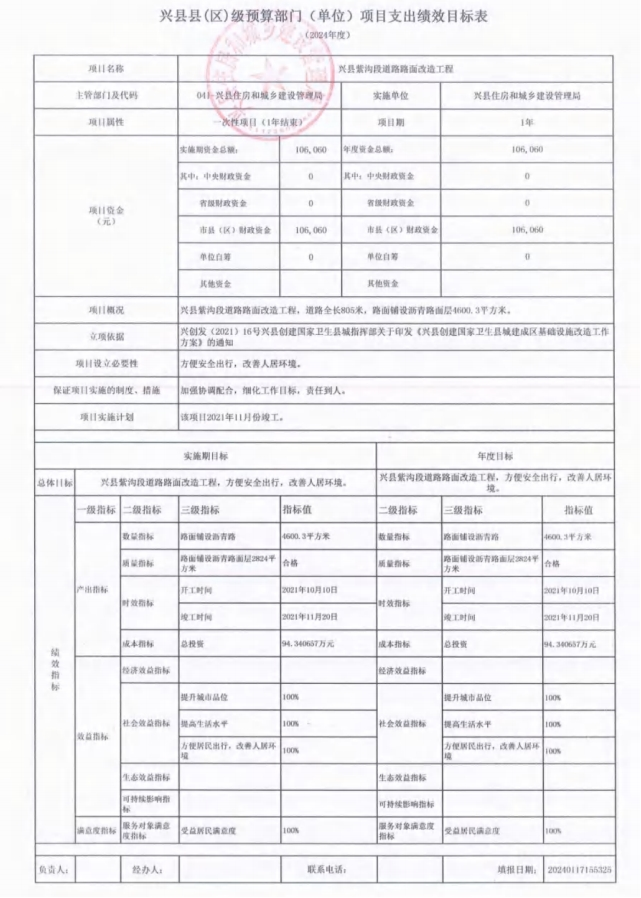 兴县县(区)级预算部门（单位）项目支出绩效目标表
（2024年度）
项目名称 兴县紫沟段道路路面改造工程
主管部门及代码 041-兴县住房和城乡建设管理局 实施单位 兴县住房和城乡建设管理局
项目属性 一次性项目（1年结束） 项目期 1年
项目资金
（元）
实施期资金总额： 106,060 年度资金总额： 106,060
其中：中央财政资金 0 其中：中央财政资金 0
省级财政资金 0 省级财政资金 0
市县（区）财政资金 106,060 市县（区）财政资金 106,060
单位自筹 0 单位自筹 0
其他资金 其他资金
项目概况 兴县紫沟段道路路面改造工程，道路全长805米，路面铺设沥青路面层4600.3平方米。
立项依据 兴创发（2021）16号兴县创建国家卫生县城指挥部关于印发《兴县创建国家卫生县城建成区基础设施改造工作
方案》的通知
项目设立必要性 方便安全出行，改善人居环境。
保证项目实施的制度、措施 加强协调配合，细化工作目标，责任到人。
项目实施计划 该项目2021年11月份竣工。
实施期目标 年度目标
总体目标 兴县紫沟段道路路面改造工程，方便安全出行，改善人居环境。 兴县紫沟段道路路面改造工程，方便安全出行，改善人居环
境。
绩效指标
一级指标 二级指标 三级指标 指标值 二级指标 三级指标 指标值
产出指标
数量指标 路面铺设沥青路 4600.3平方米 数量指标 路面铺设沥青路 4600.3平方米
质量指标 路面铺设沥青路面层2824平
方米 合格 质量指标 路面铺设沥青路面层2824平
方米 合格
时效指标 开工时间 2021年10月10日 时效指标 开工时间 2021年10月10日
竣工时间 2021年11月20日 竣工时间 2021年11月20日
成本指标 总投资 94.340657万元 成本指标 总投资 94.340657万元
效益指标
经济效益指标 经济效益指标
社会效益指标 提升城市品位 100% 社会效益指标 提升城市品位 100%
提高生活水平 100% 提高生活水平 100%
方便居民出行，改善人居环
境 100% 方便居民出行，改善人居环
境 100%
生态效益指标 生态效益指标
可持续影响指
标 可持续影响指
标
满意度指标 服务对象满意
度指标 受益居民满意度 100% 服务对象满意度
指标 受益居民满意度 100%
负责人： 经办人： 联系电话： 填报日期： 20240117155325